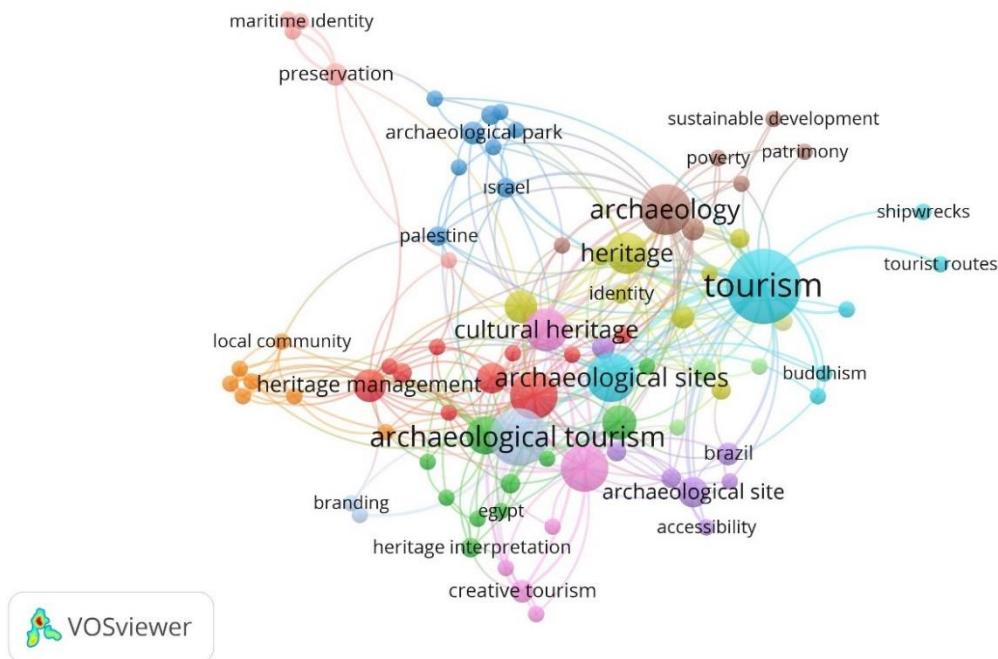 maritime identity
preservation
archaeological park
sustainable development
poverty
patrimony
israel
archaeology
shipwrecks
palestine
heritage
tourist routes
tourism
identity
cultural heritage
local community
heritage management
archaeological sites
buddhism
archaeological tourism
brazil
branding
egypt
archaeological site
accessibility
heritage interpretation
creative tourism
VOSviewer